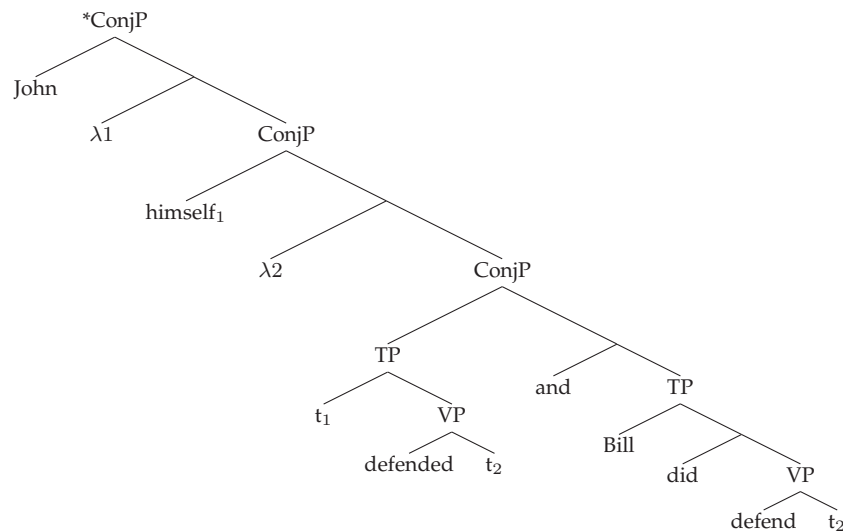 *ConjP
John
λ1 ConjP
himself₁
λ2 ConjP
TP and TP
t₁ VP Bill
defended t₂ did VP
defend t₂